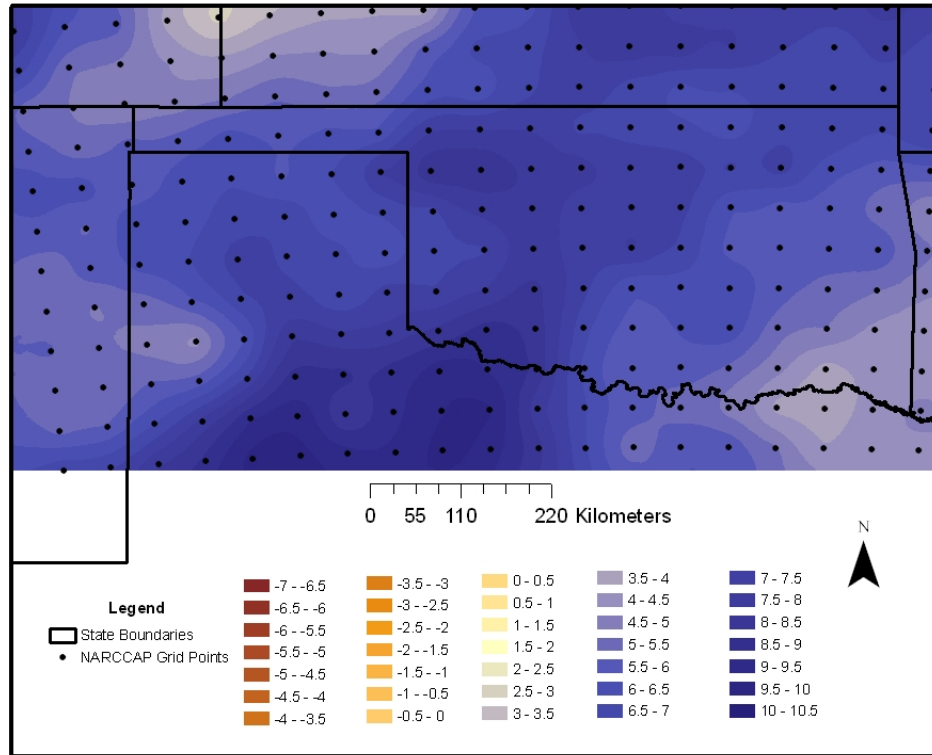 0 55 110 220 Kilometers
N
Legend
State Boundaries
NARCCAP Grid Points
-7 - -6.5
-6.5 - -6
-6 - -5.5
-5.5 - -5
-5 - -4.5
-4.5 - -4
-4 - -3.5
-3.5 - -3
-3 - -2.5
-2.5 - -2
-2 - -1.5
-1.5 - -1
-1 - -0.5
-0.5 - 0
0 - 0.5
0.5 - 1
1 - 1.5
1.5 - 2
2 - 2.5
2.5 - 3
3 - 3.5
3.5 - 4
4 - 4.5
4.5 - 5
5 - 5.5
5.5 - 6
6 - 6.5
6.5 - 7
7 - 7.5
7.5 - 8
8 - 8.5
8.5 - 9
9 - 9.5
9.5 - 10
10 - 10.5